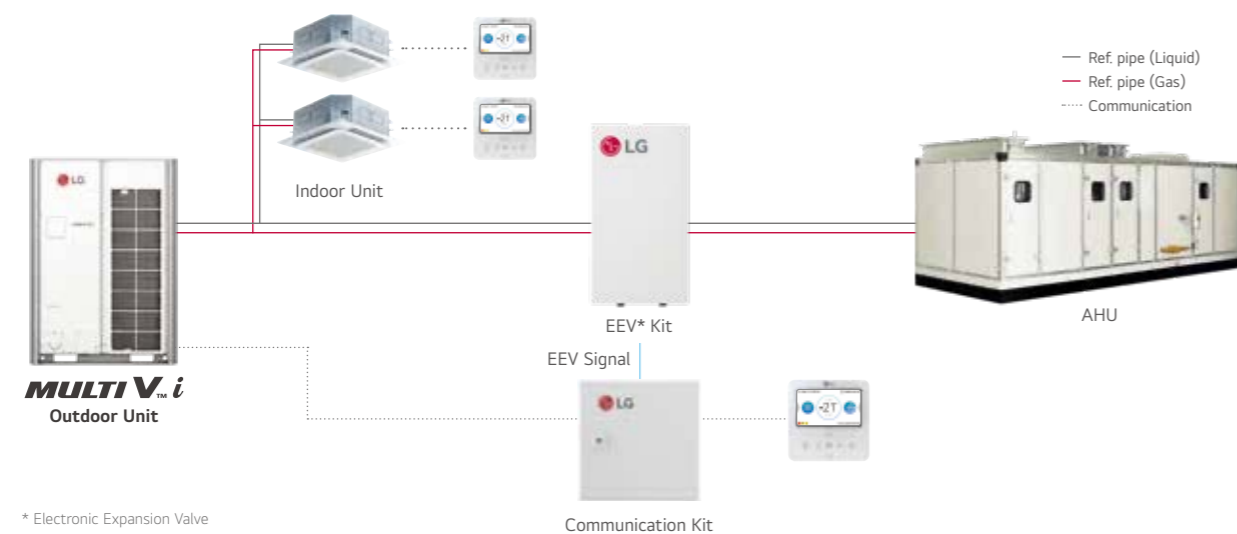 Ref. pipe (Liquid)
Ref. pipe (Gas)
Communication
LG
Indoor Unit
LG
AHU
EEV* Kit
EEV Signal
MULTI V™ i
Outdoor Unit
LG
* Electronic Expansion Valve
Communication Kit